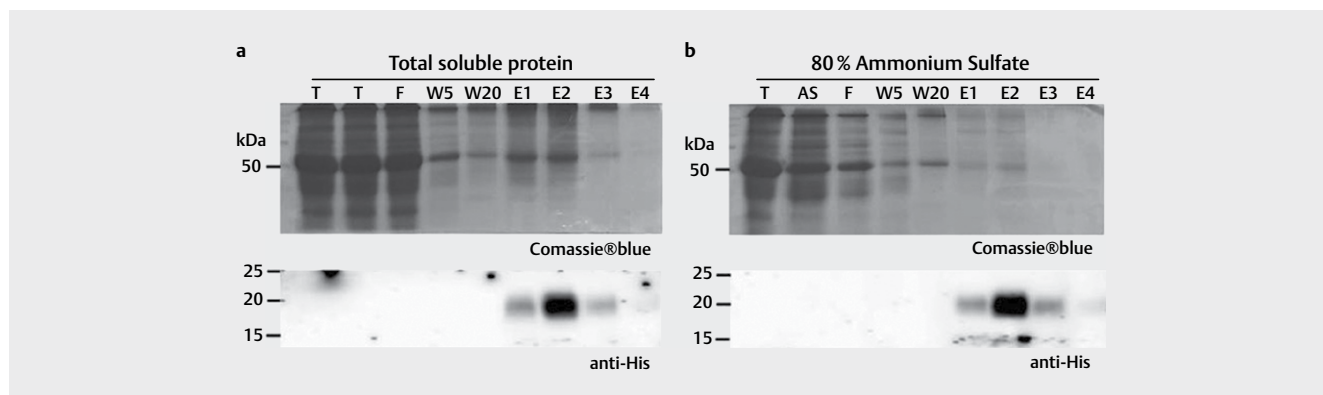 a
Total soluble protein
T T F W5 W20 E1 E2 E3 E4
kDa
50
Comassie®blue
25
20
15
anti-His
b
80 % Ammonium Sulfate
T AS F W5 W20 E1 E2 E3 E4
kDa
50
Comassie®blue
25
20
15
anti-His